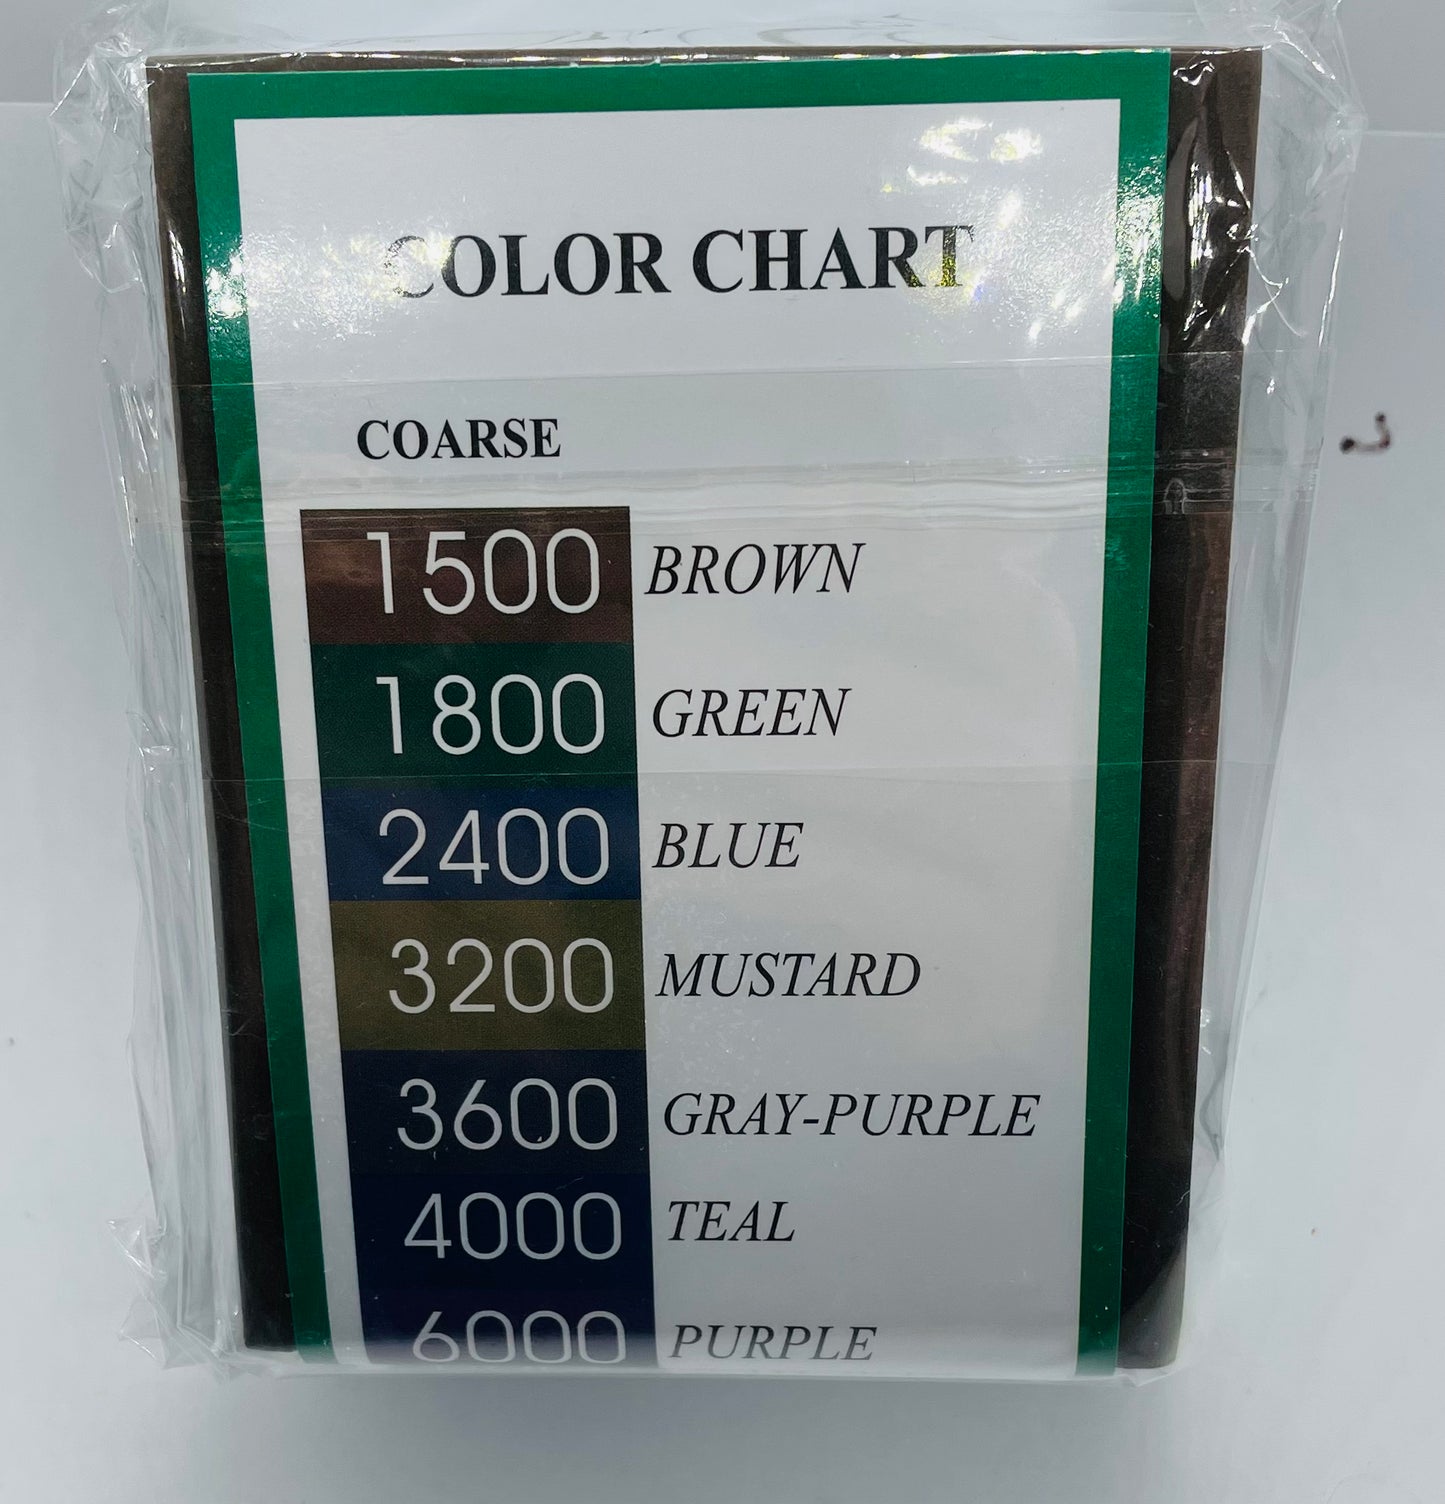 COLOR CHART
COARSE
1500 BROWN
1800 GREEN
2400 BLUE
3200 MUSTARD
3600 GRAY-PURPLE
4000 TEAL
6000 PURPLE